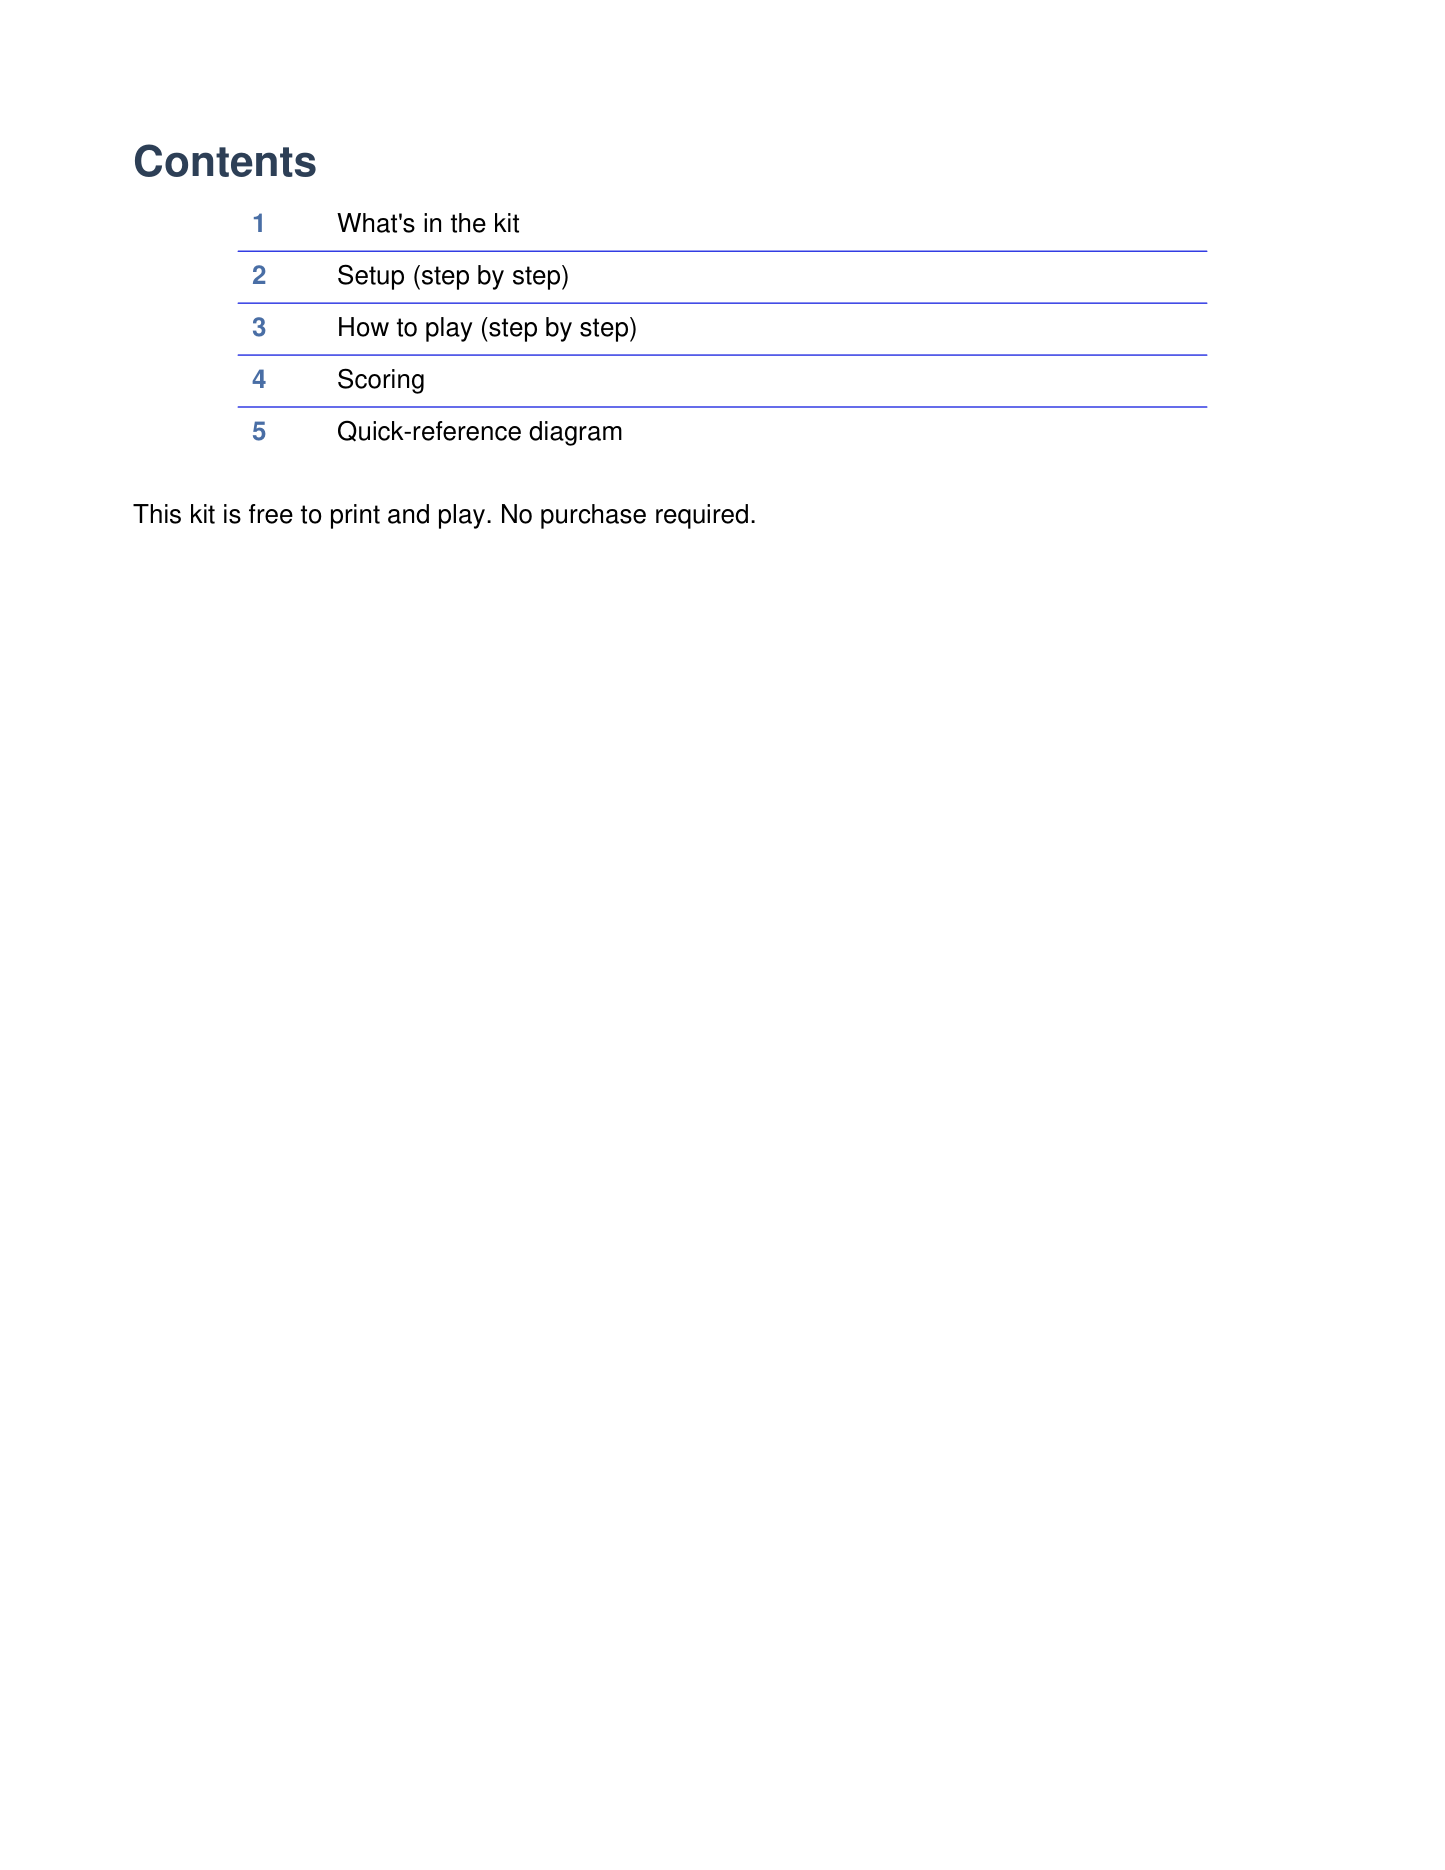 Contents
1 What's in the kit
2 Setup (step by step)
3 How to play (step by step)
4 Scoring
5 Quick-reference diagram
This kit is free to print and play. No purchase required.